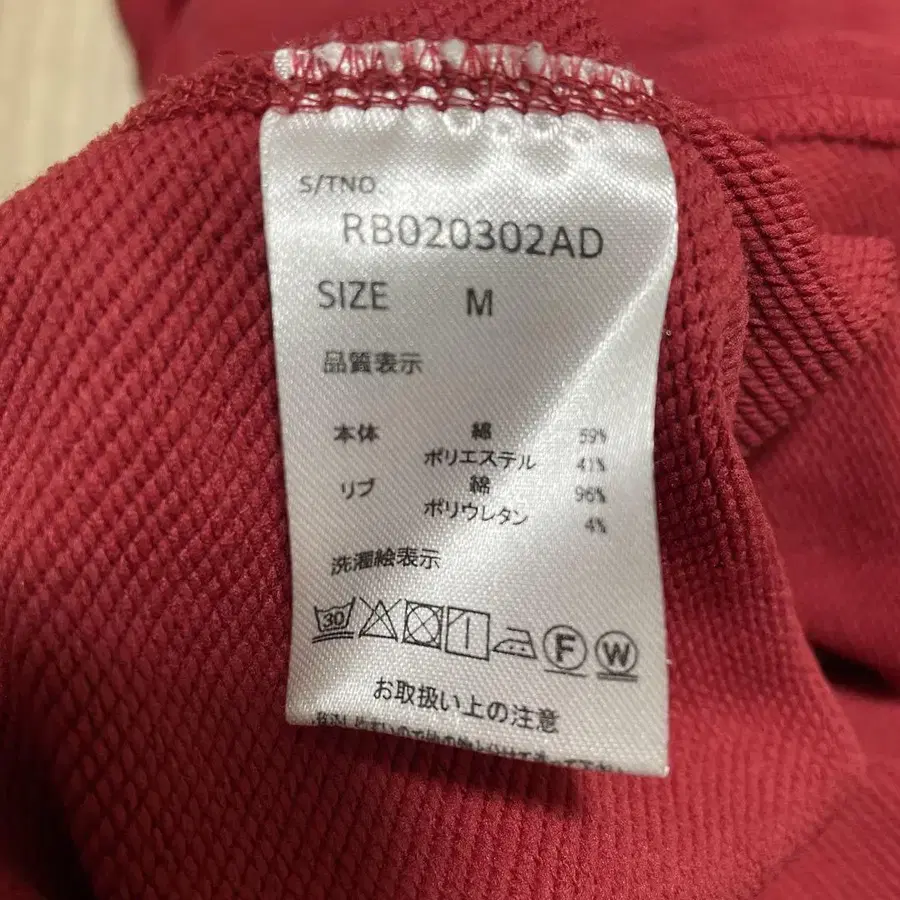 S/TNO.
RB020302AD
SIZE M
品質表示
本体 綿 59%
ポリエステル 41%
リブ 綿 96%
ポリウレタン 4%
洗濯絵表示
30 F W
お取扱い上の注意